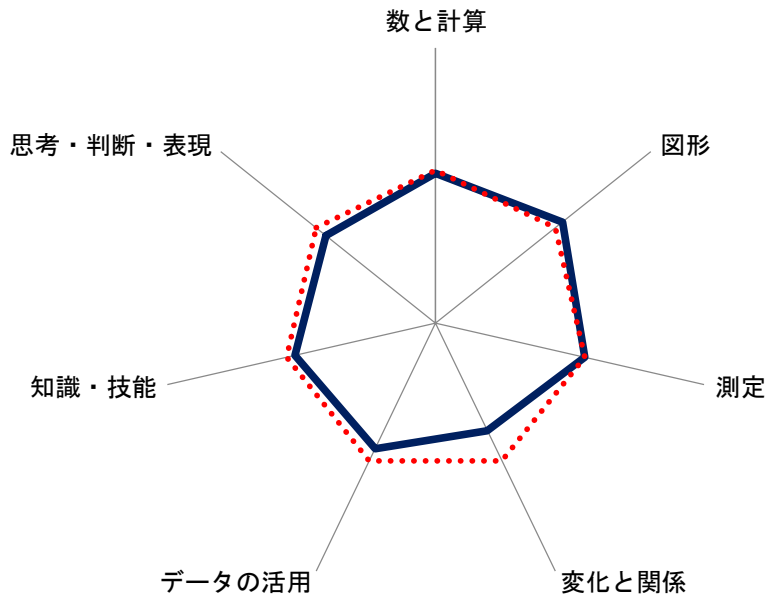 数と計算
思考・判断・表現
図形
知識・技能
測定
データの活用
変化と関係